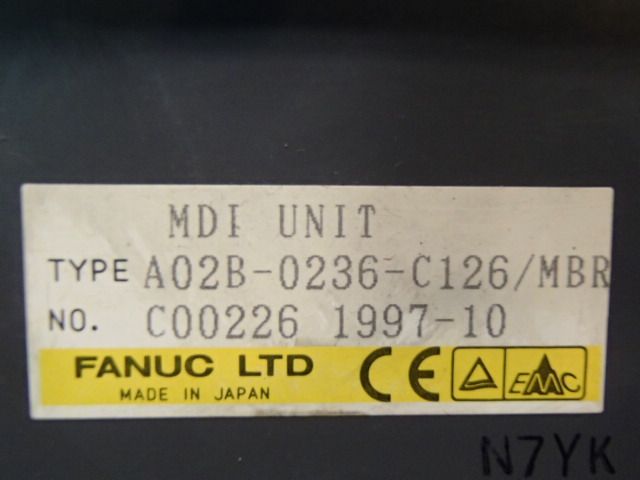 MDI UNIT
TYPE A02B-0236-C126/MBR
NO. C00226 1997-10
FANUC LTD CE EMC
MADE IN JAPAN
N7YK